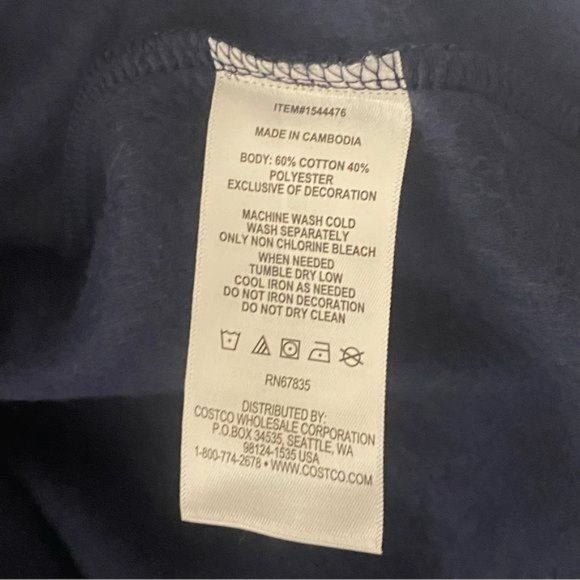 ITEM#1544476
MADE IN CAMBODIA
BODY: 60% COTTON 40%
POLYESTER
EXCLUSIVE OF DECORATION
MACHINE WASH COLD
WASH SEPARATELY
ONLY NON CHLORINE BLEACH
WHEN NEEDED
TUMBLE DRY LOW
COOL IRON AS NEEDED
DO NOT IRON DECORATION
DO NOT DRY CLEAN
RN67835
DISTRIBUTED BY:
COSTCO WHOLESALE CORPORATION
P.O.BOX 34535, SEATTLE, WA
98124-1535 USA
1-800-774-2678 • WWW.COSTCO.COM